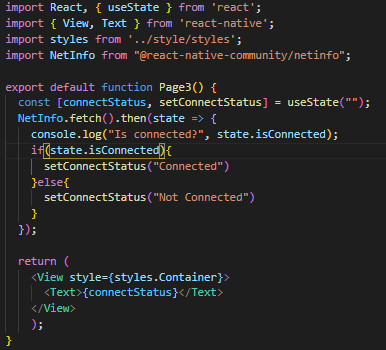 import React, { useState } from 'react';
import { View, Text } from 'react-native';
import styles from '../style/styles';
import NetInfo from "@react-native-community/netinfo";
export default function Page3() {
const [connectStatus, setConnectStatus] = useState("");
NetInfo.fetch().then(state => {
console.log("Is connected?", state.isConnected);
if(state.isConnected){
setConnectStatus("Connected")
}else{
setConnectStatus("Not Connected")
}
});
return (
<View style={styles.Container}>
<Text>{connectStatus}</Text>
</View>
);
}